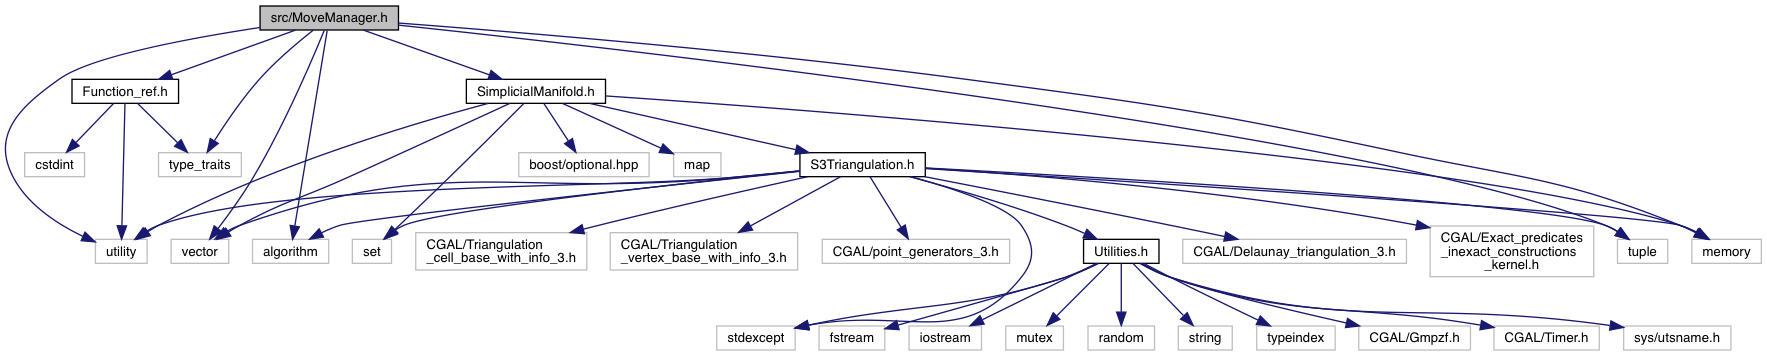 src/MoveManager.h
Function_ref.h
SimplicialManifold.h
cstdint
type_traits
boost/optional.hpp
map
S3Triangulation.h
utility
vector
algorithm
set
CGAL/Triangulation
_cell_base_with_info_3.h
CGAL/Triangulation
_vertex_base_with_info_3.h
CGAL/point_generators_3.h
Utilities.h
CGAL/Delaunay_triangulation_3.h
CGAL/Exact_predicates
_inexact_constructions
_kernel.h
tuple
memory
stdexcept
fstream
iostream
mutex
random
string
typeindex
CGAL/Gmpzf.h
CGAL/Timer.h
sys/utsname.h